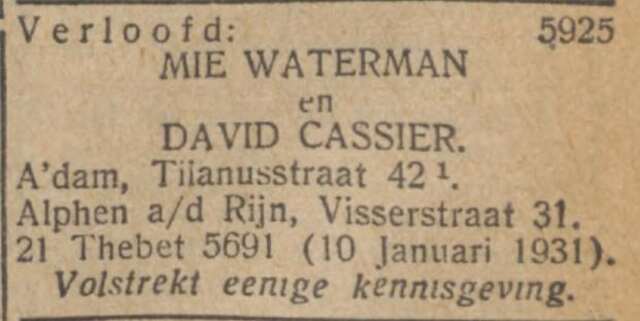 Verloofd: 5925
MIE WATERMAN
en
DAVID CASSIER.
A'dam, Tilanusstraat 42 ¹.
Alphen a/d Rijn, Visserstraat 31.
21 Thebet 5691 (10 Januari 1931).
Volstrekt eenige kennisgeving.